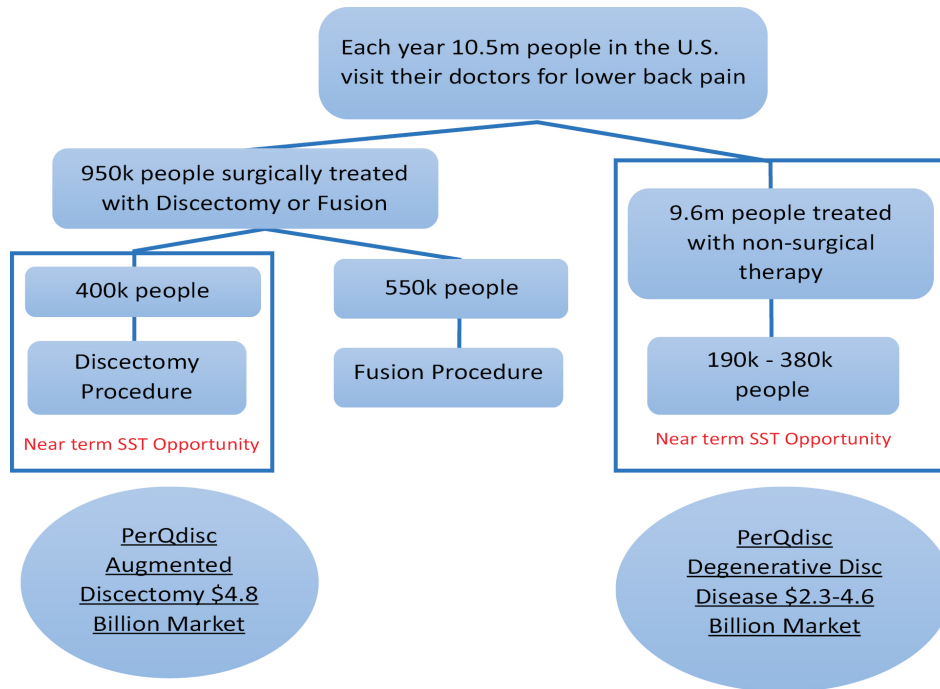 Each year 10.5m people in the U.S.
visit their doctors for lower back pain
950k people surgically treated
with Discectomy or Fusion
9.6m people treated
with non-surgical
therapy
400k people
550k people
Discectomy
Procedure
Fusion Procedure
190k - 380k
people
Near term SST Opportunity
Near term SST Opportunity
PerQdisc
Augmented
Discectomy $4.8
Billion Market
PerQdisc
Degenerative Disc
Disease $2.3-4.6
Billion Market